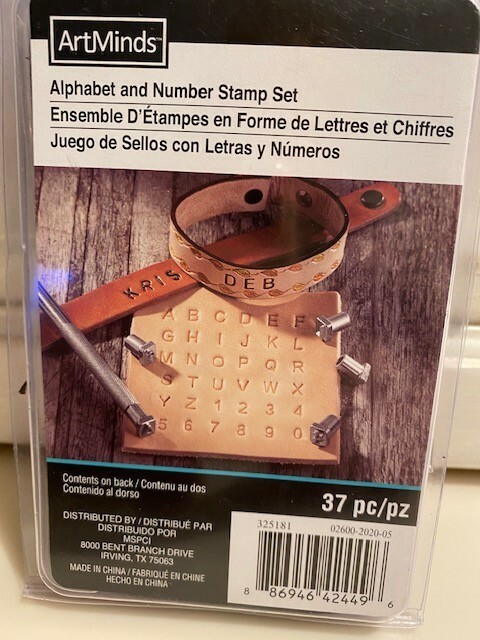 ArtMinds™
Alphabet and Number Stamp Set
Ensemble D'Étampes en Forme de Lettres et Chiffres
Juego de Sellos con Letras y Números
KRIS
DEB
A B C D E F
G H I J K L
M N O P Q R
S T U V W X
Y Z 1 2 3 4
5 6 7 8 9 0
Contents on back / Contenu au dos
Contenido al dorso
37 pc/pz
DISTRIBUTED BY / DISTRIBUÉ PAR
DISTRIBUIDO POR
MSPCI
8000 BENT BRANCH DRIVE
IRVING, TX 75063
MADE IN CHINA / FABRIQUÉ EN CHINE
HECHO EN CHINA
325181 02600-2020-05
8 86946 42449 6